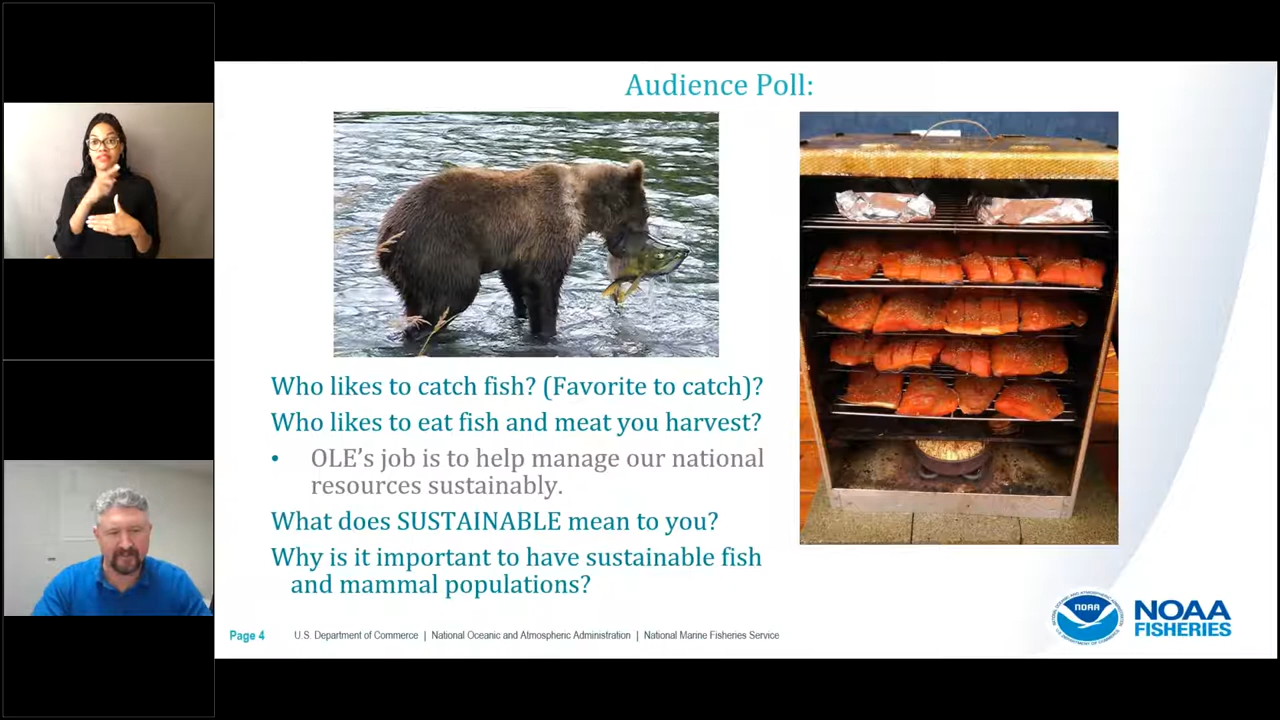 Audience Poll:
Who likes to catch fish? (Favorite to catch)?
Who likes to eat fish and meat you harvest?
• OLE's job is to help manage our national
resources sustainably.
What does SUSTAINABLE mean to you?
Why is it important to have sustainable fish
and mammal populations?
NOAA
NOAA
FISHERIES
Page 4 U.S. Department of Commerce | National Oceanic and Atmospheric Administration | National Marine Fisheries Service